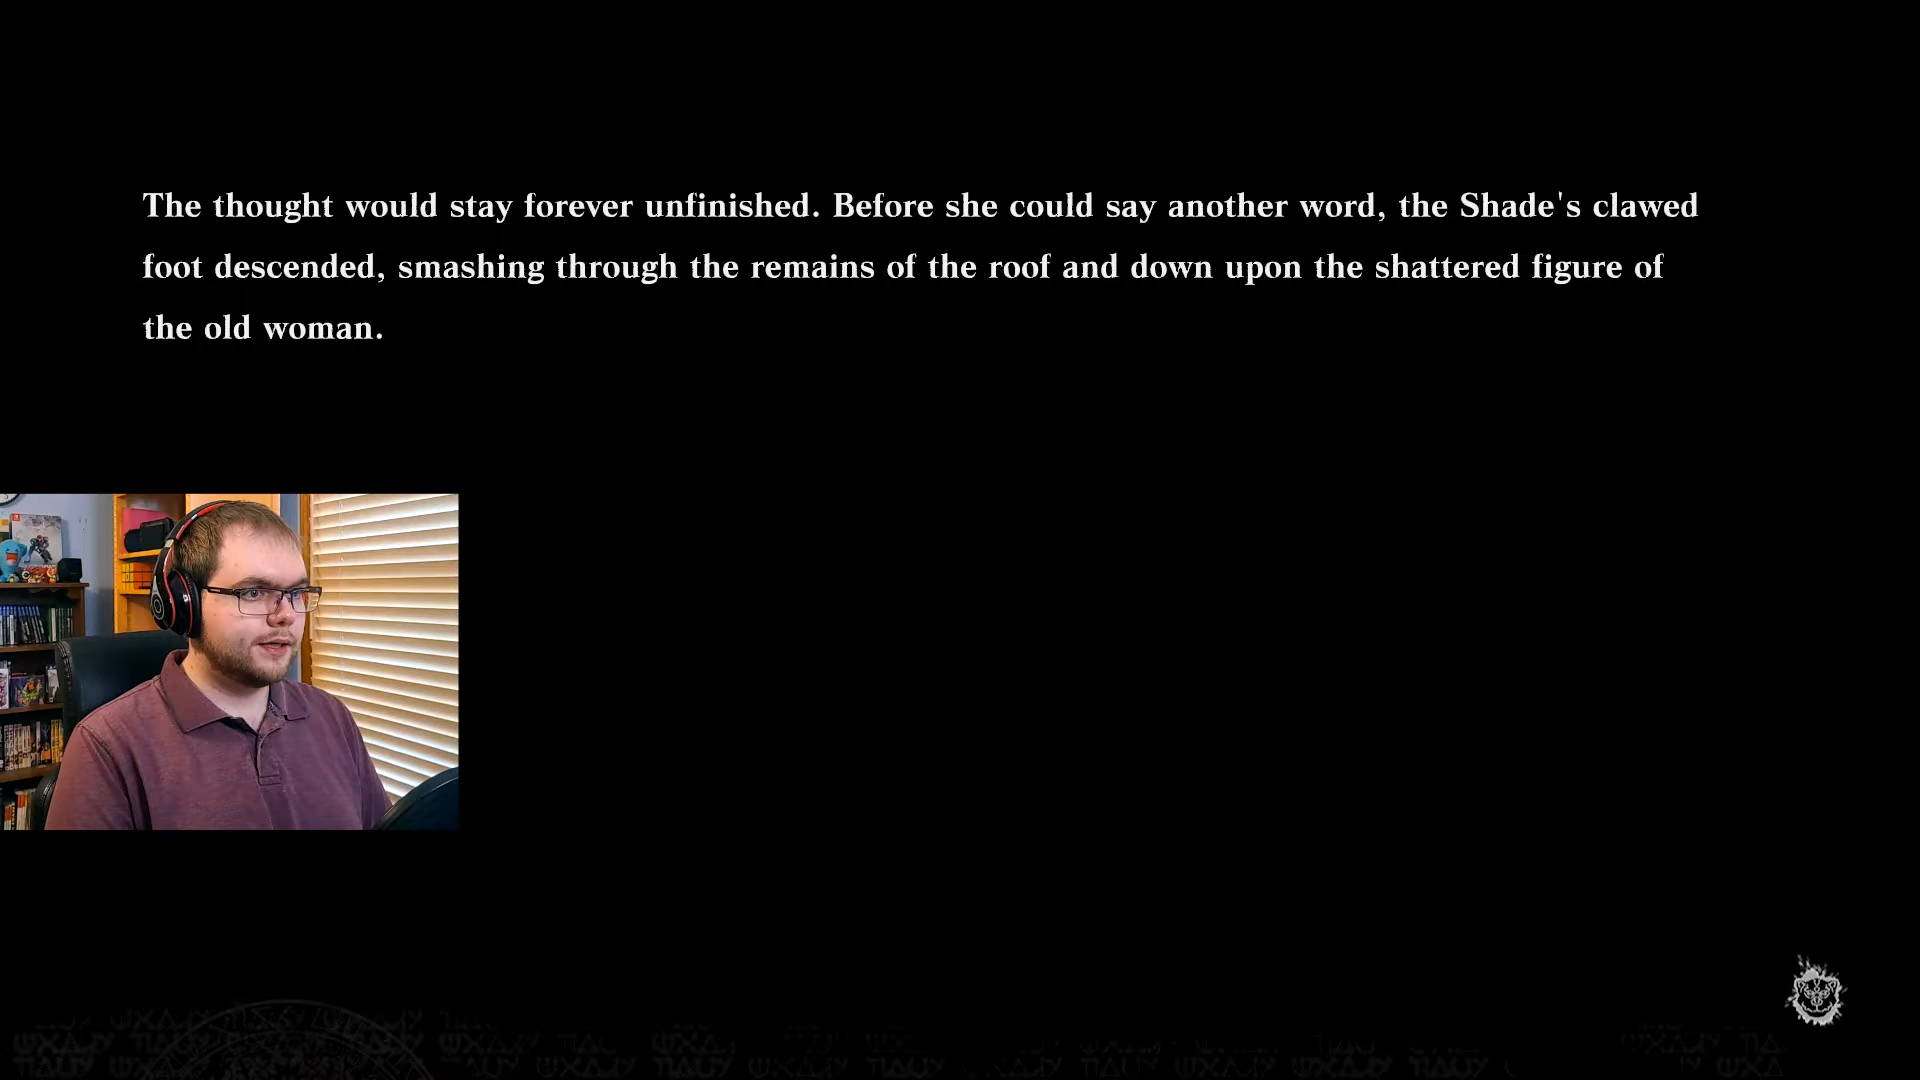 The thought would stay forever unfinished. Before she could say another word, the Shade's clawed
foot descended, smashing through the remains of the roof and down upon the shattered figure of
the old woman.